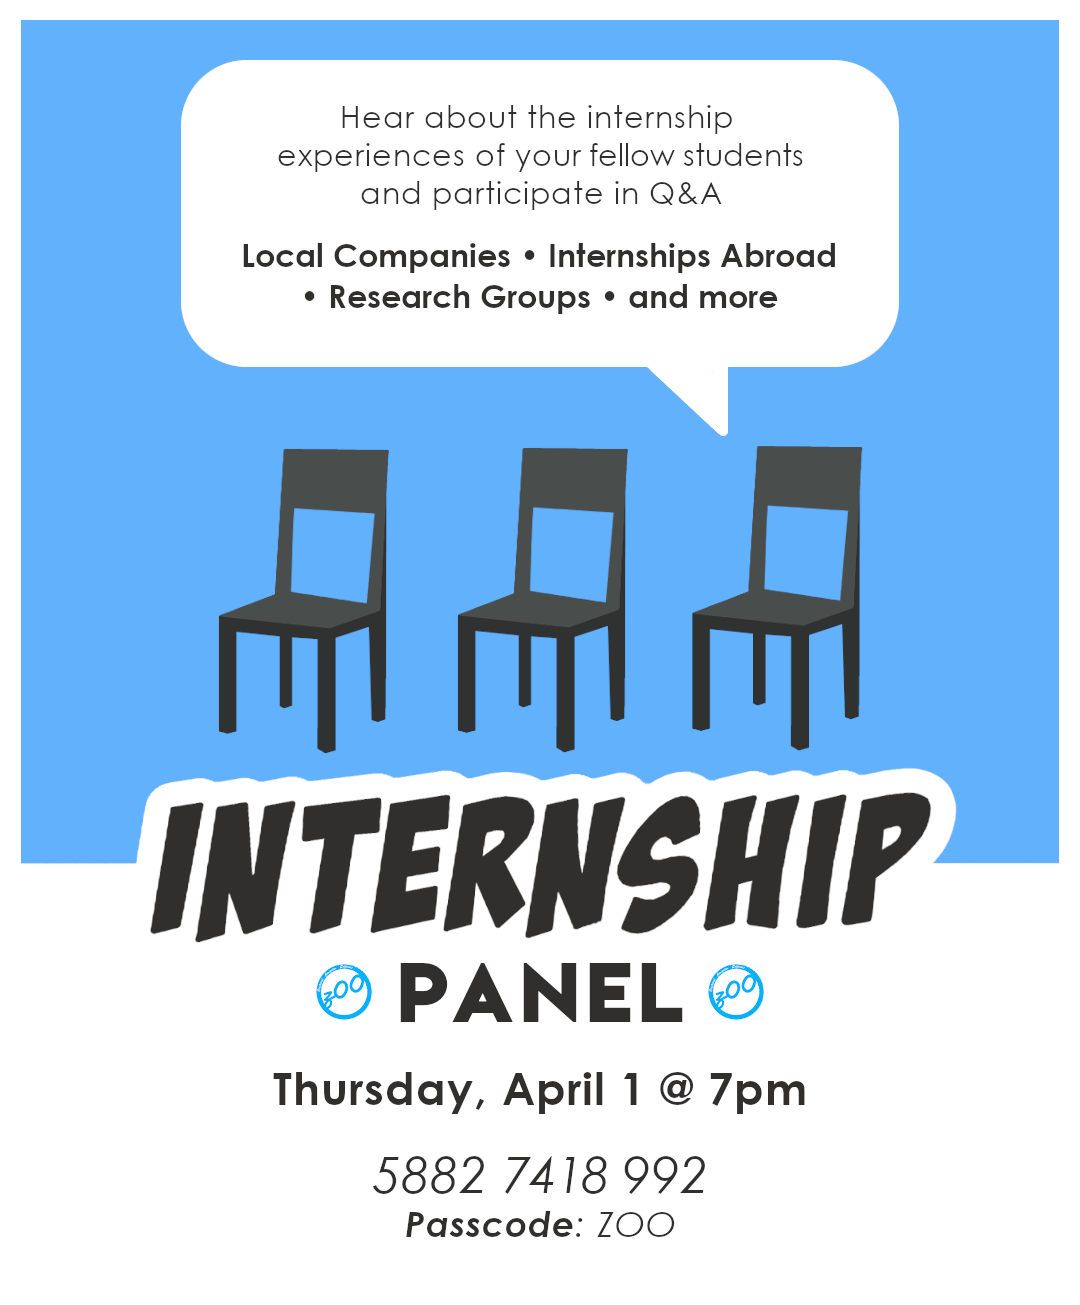 Hear about the internship
experiences of your fellow students
and participate in Q&A
Local Companies • Internships Abroad
• Research Groups • and more
INTERNSHIP
ZOO PANEL ZOO
Thursday, April 1 @ 7pm
5882 7418 992
Passcode: ZOO